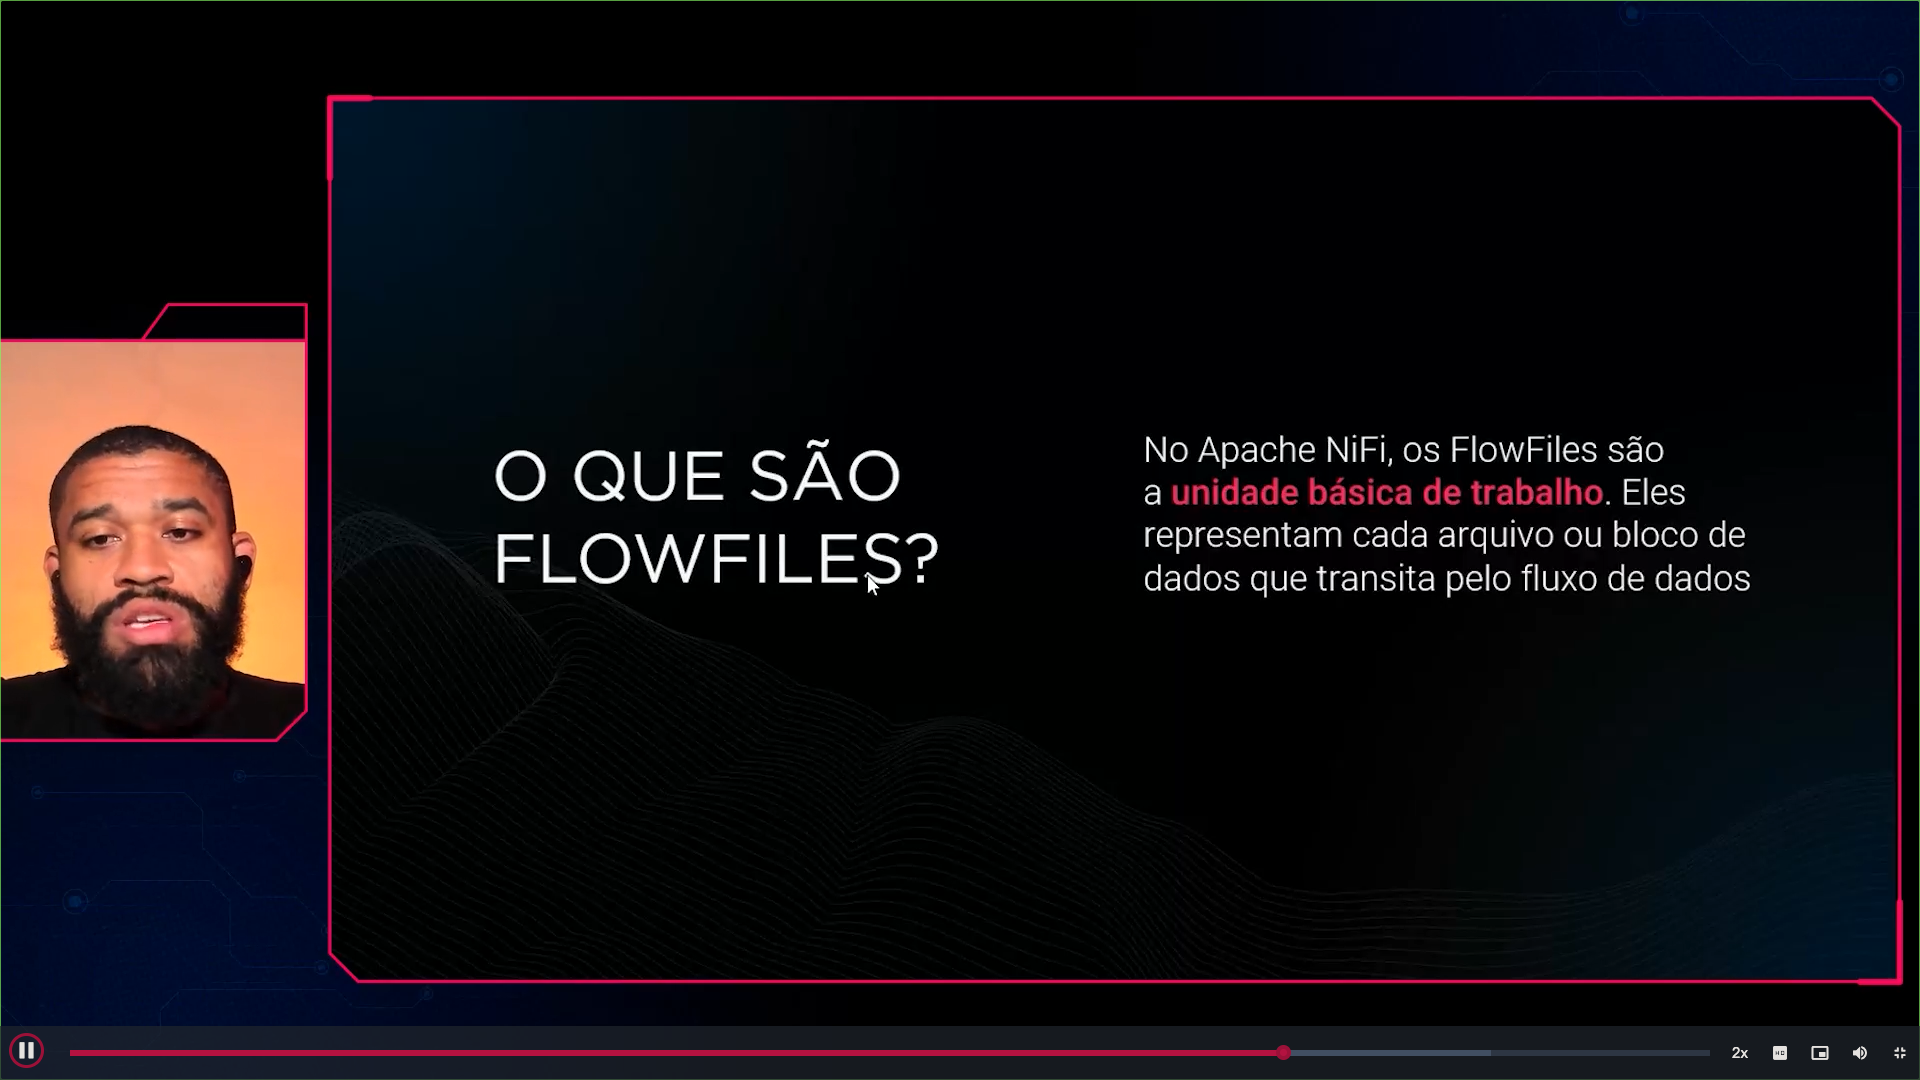 O QUE SÃO
FLOWFILES?
No Apache NiFi, os FlowFiles são
a unidade básica de trabalho. Eles
representam cada arquivo ou bloco de
dados que transita pelo fluxo de dados
2x
HD